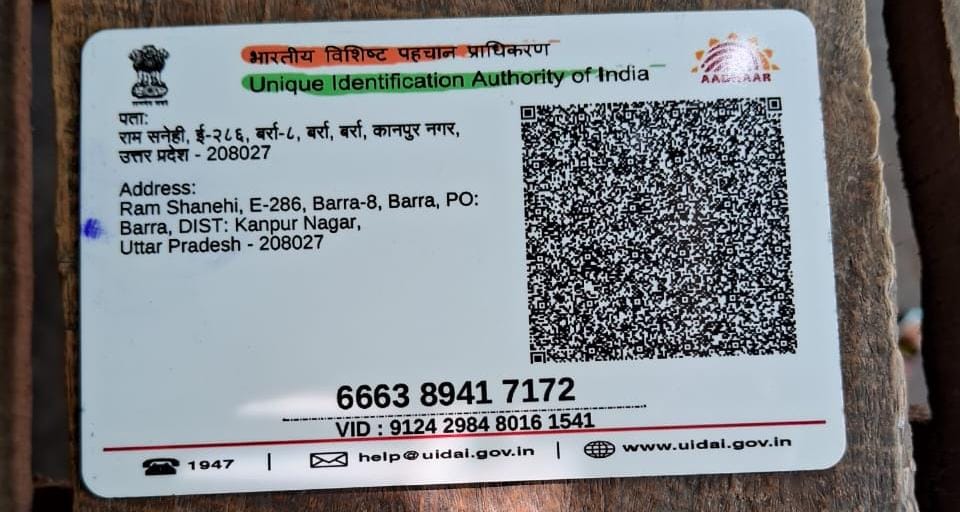 भारतीय विशिष्ट पहचान प्राधिकरण
Unique Identification Authority of India
AADHAAR
पता:
राम सनेही, ई-२८६, बर्रा-८, बर्रा, बर्रा, कानपुर नगर,
उत्तर प्रदेश - 208027
Address:
Ram Shanehi, E-286, Barra-8, Barra, PO:
Barra, DIST: Kanpur Nagar,
Uttar Pradesh - 208027
6663 8941 7172
VID : 9124 2984 8016 1541
1947 | help@uidai.gov.in | www.uidai.gov.in